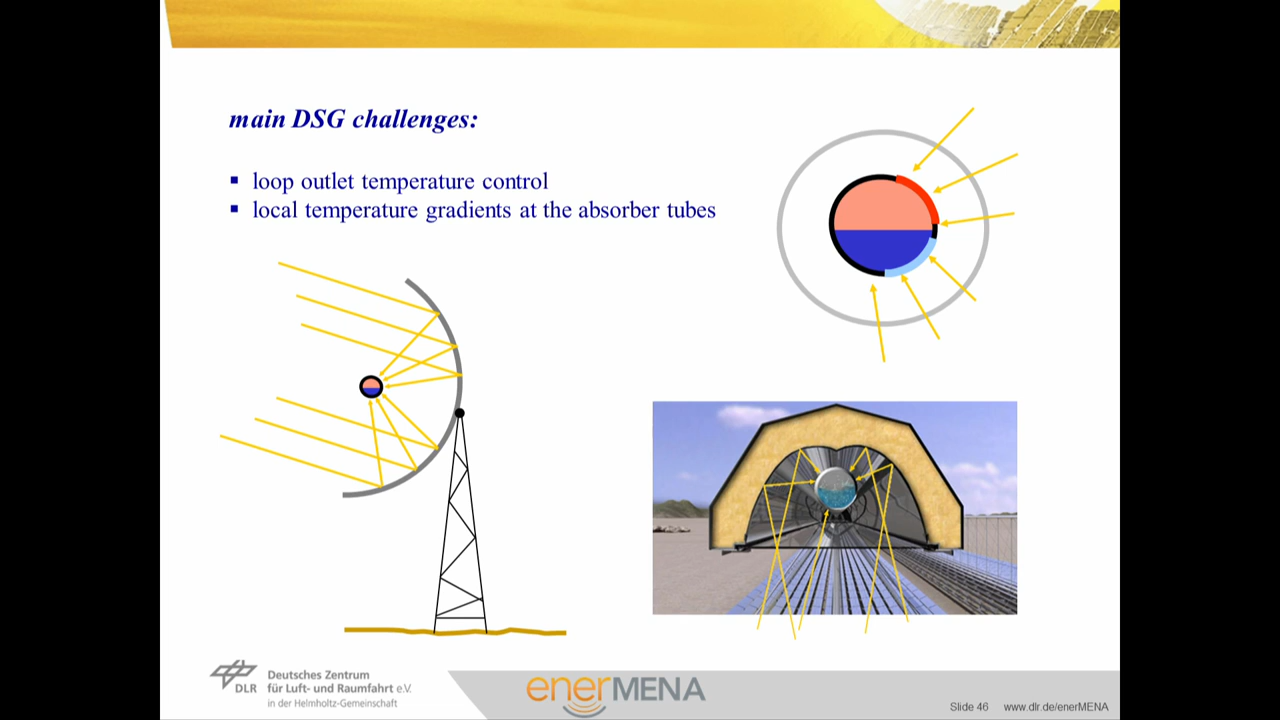 main DSG challenges:
▪ loop outlet temperature control
▪ local temperature gradients at the absorber tubes
DLR
Deutsches Zentrum
für Luft- und Raumfahrt e.V.
in der Helmholtz-Gemeinschaft
enerMENA
Slide 46 www.dlr.de/enerMENA